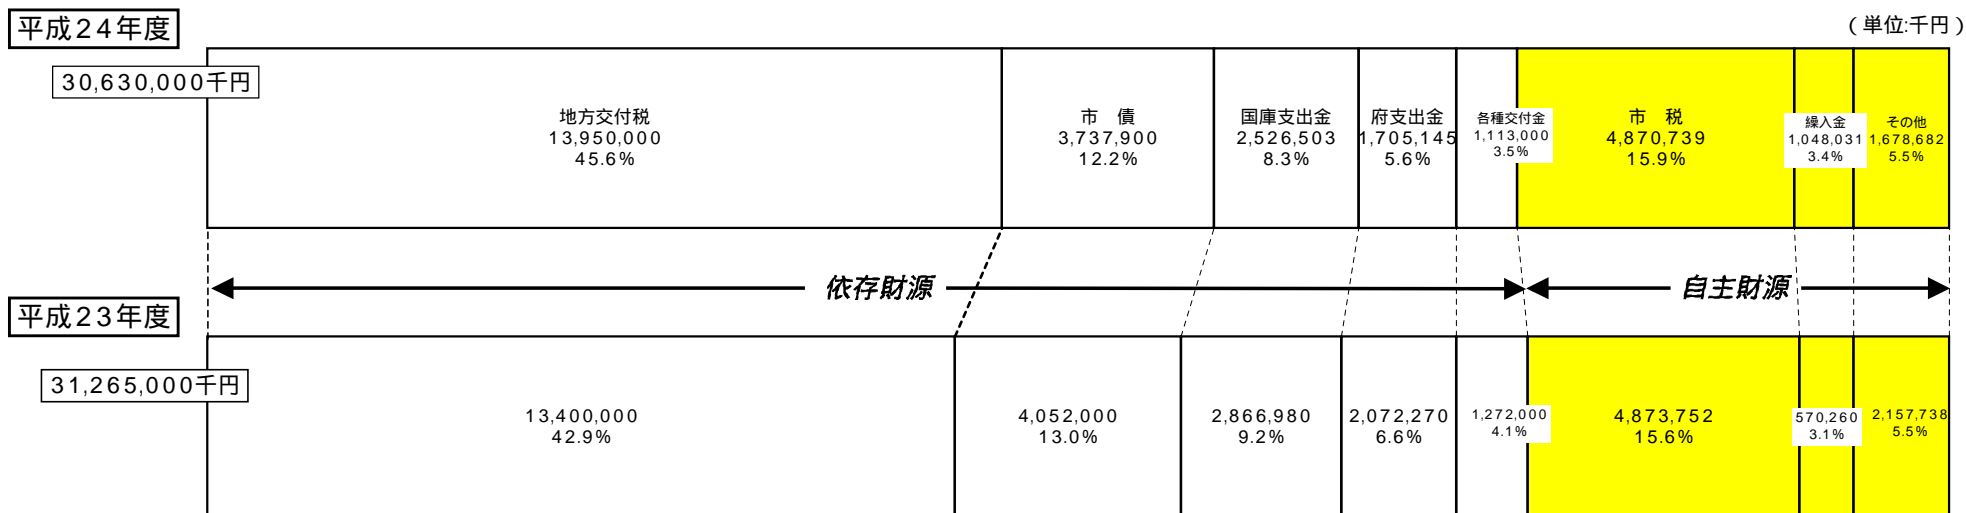 平成24年度
(単位:千円)
30,630,000千円
地方交付税
13,950,000
45.6%
市 債
3,737,900
12.2%
国庫支出金
2,526,503
8.3%
府支出金
1,705,145
5.6%
各種交付金
1,113,000
3.5%
市 税
4,870,739
15.9%
繰入金
1,048,031
3.4%
その他
1,678,682
5.5%
依存財源
自主財源
平成23年度
31,265,000千円
13,400,000
42.9%
4,052,000
13.0%
2,866,980
9.2%
2,072,270
6.6%
1,272,000
4.1%
4,873,752
15.6%
570,260
3.1%
2,157,738
5.5%